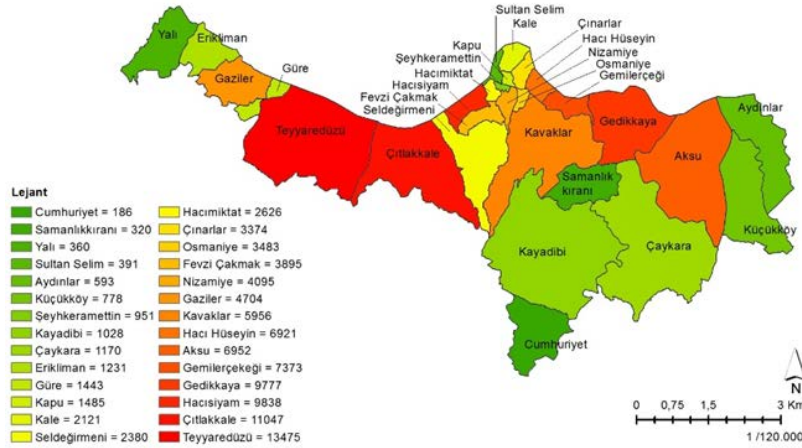 Sultan Selim
Kale
Çınarlar
Hacı Hüseyin
Nizamiye
Osmaniye
Gemilerçeği
Kapu
Şeyhkeramettin
Hacımiktat
Hacısiyam
Fevzi Çakmak
Seldeğirmeni
Yalı
Erikliman
Güre
Gaziler
Teyyaredüzü
Çıtlakkale
Kavaklar
Gedikkaya
Aydınlar
Aksu
Samanlık
kıranı
Küçükköy
Kayadibi
Çaykara
Cumhuriyet
Lejant
Cumhuriyet = 186
Samanlıkkıranı = 320
Yalı = 360
Sultan Selim = 391
Aydınlar = 593
Küçükköy = 778
Şeyhkeramettin = 951
Kayadibi = 1028
Çaykara = 1170
Erikliman = 1231
Güre = 1443
Kapu = 1485
Kale = 2121
Seldeğirmeni = 2380
Hacımiktat = 2626
Çınarlar = 3374
Osmaniye = 3483
Fevzi Çakmak = 3895
Nizamiye = 4095
Gaziler = 4704
Kavaklar = 5956
Hacı Hüseyin = 6921
Aksu = 6952
Gemilerçekeği = 7373
Gedikkaya = 9777
Hacısiyam = 9838
Çıtlakkale = 11047
Teyyaredüzü = 13475
N
0 0,75 1,5 3 Km
1 /120.000